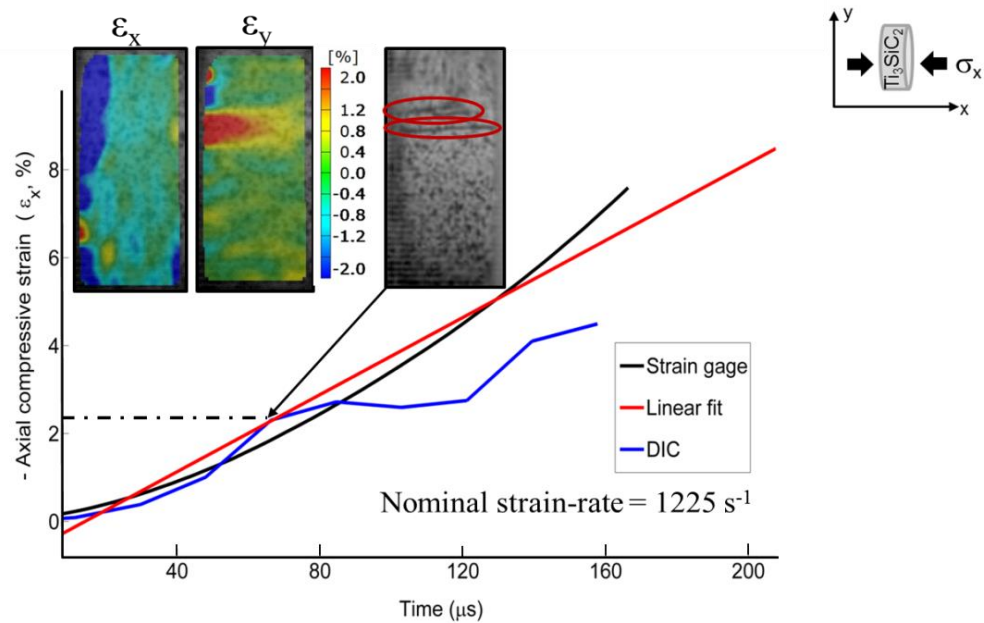 εx
εy
[%]
2.0
1.2
0.8
0.4
-0.4
-0.8
-1.2
-2.0
y
Ti3SiC2
σx
x
- Axial compressive strain ( εx, %)
8
6
4
2
0
Strain gage
Linear fit
DIC
Nominal strain-rate = 1225 s-1
40
80
120
160
200
Time (μs)